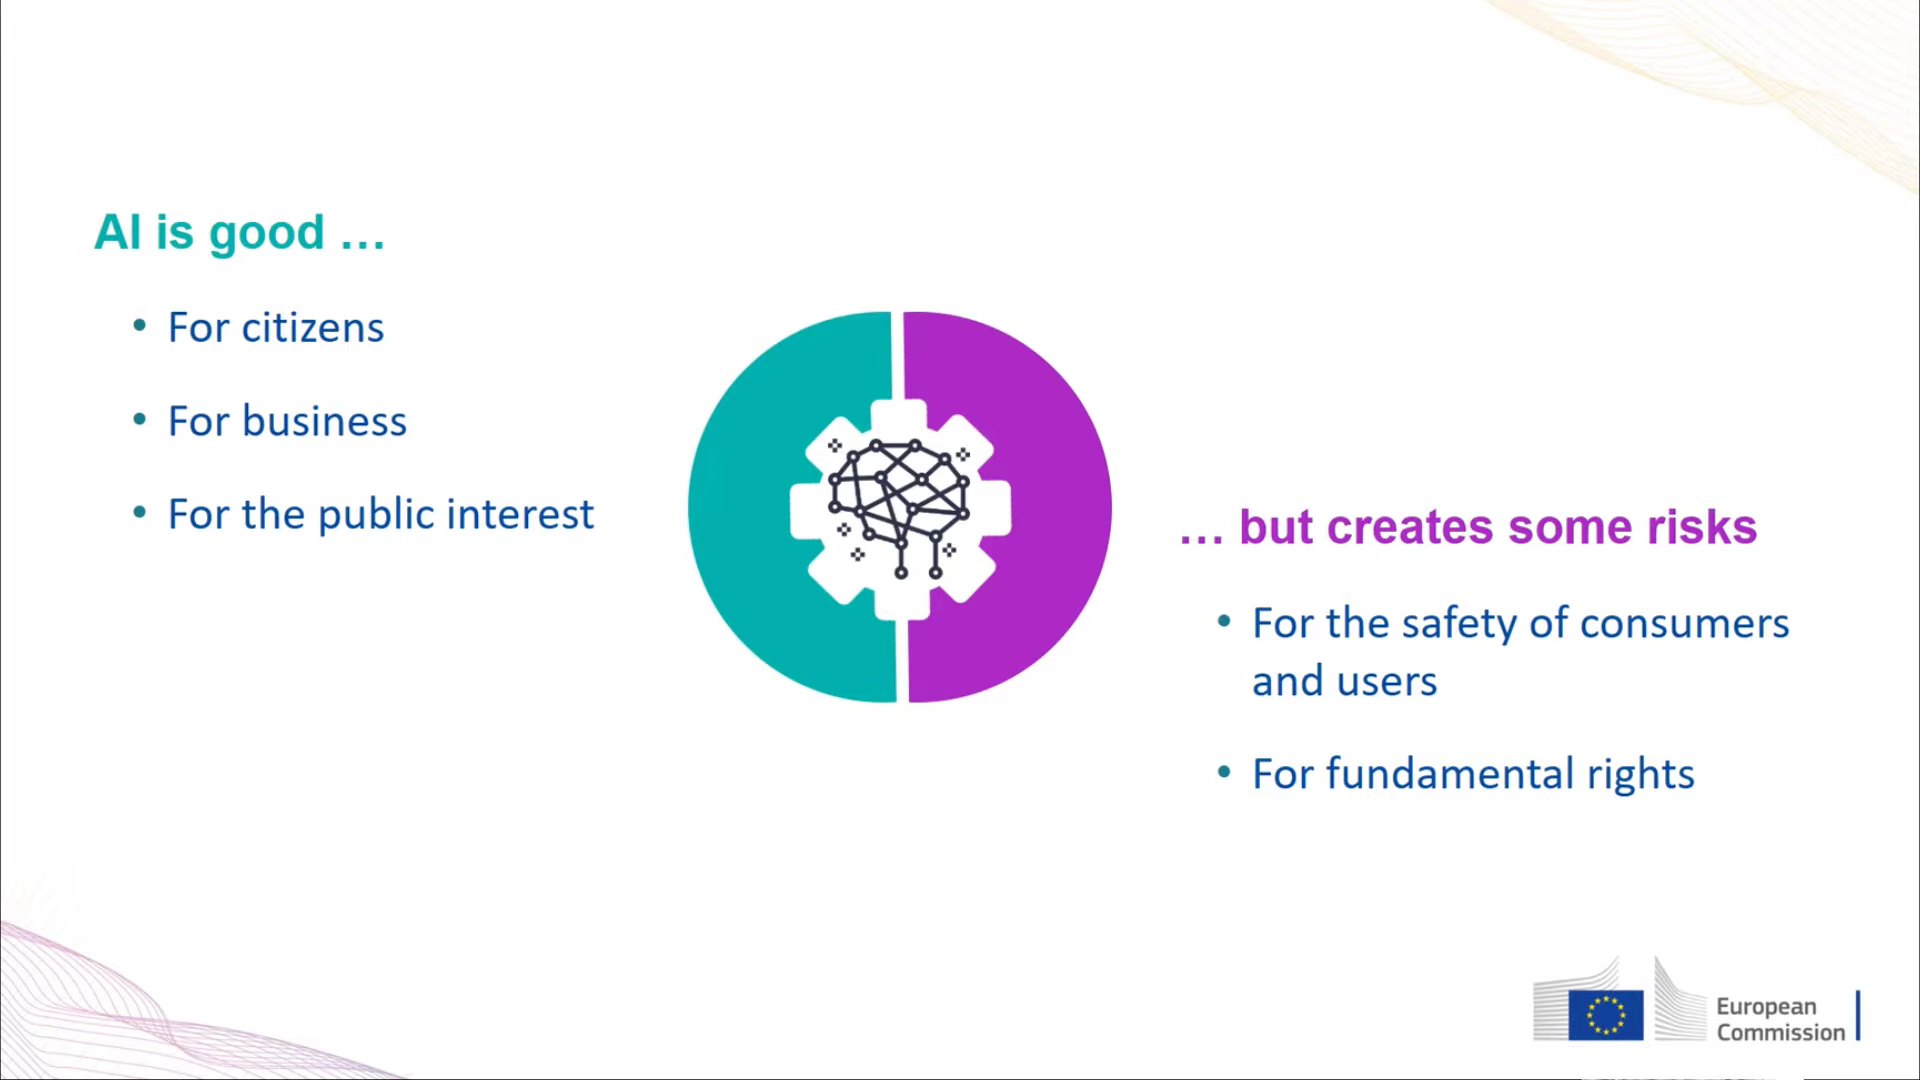 AI is good …
• For citizens
• For business
• For the public interest
… but creates some risks
• For the safety of consumers
and users
• For fundamental rights
European
Commission